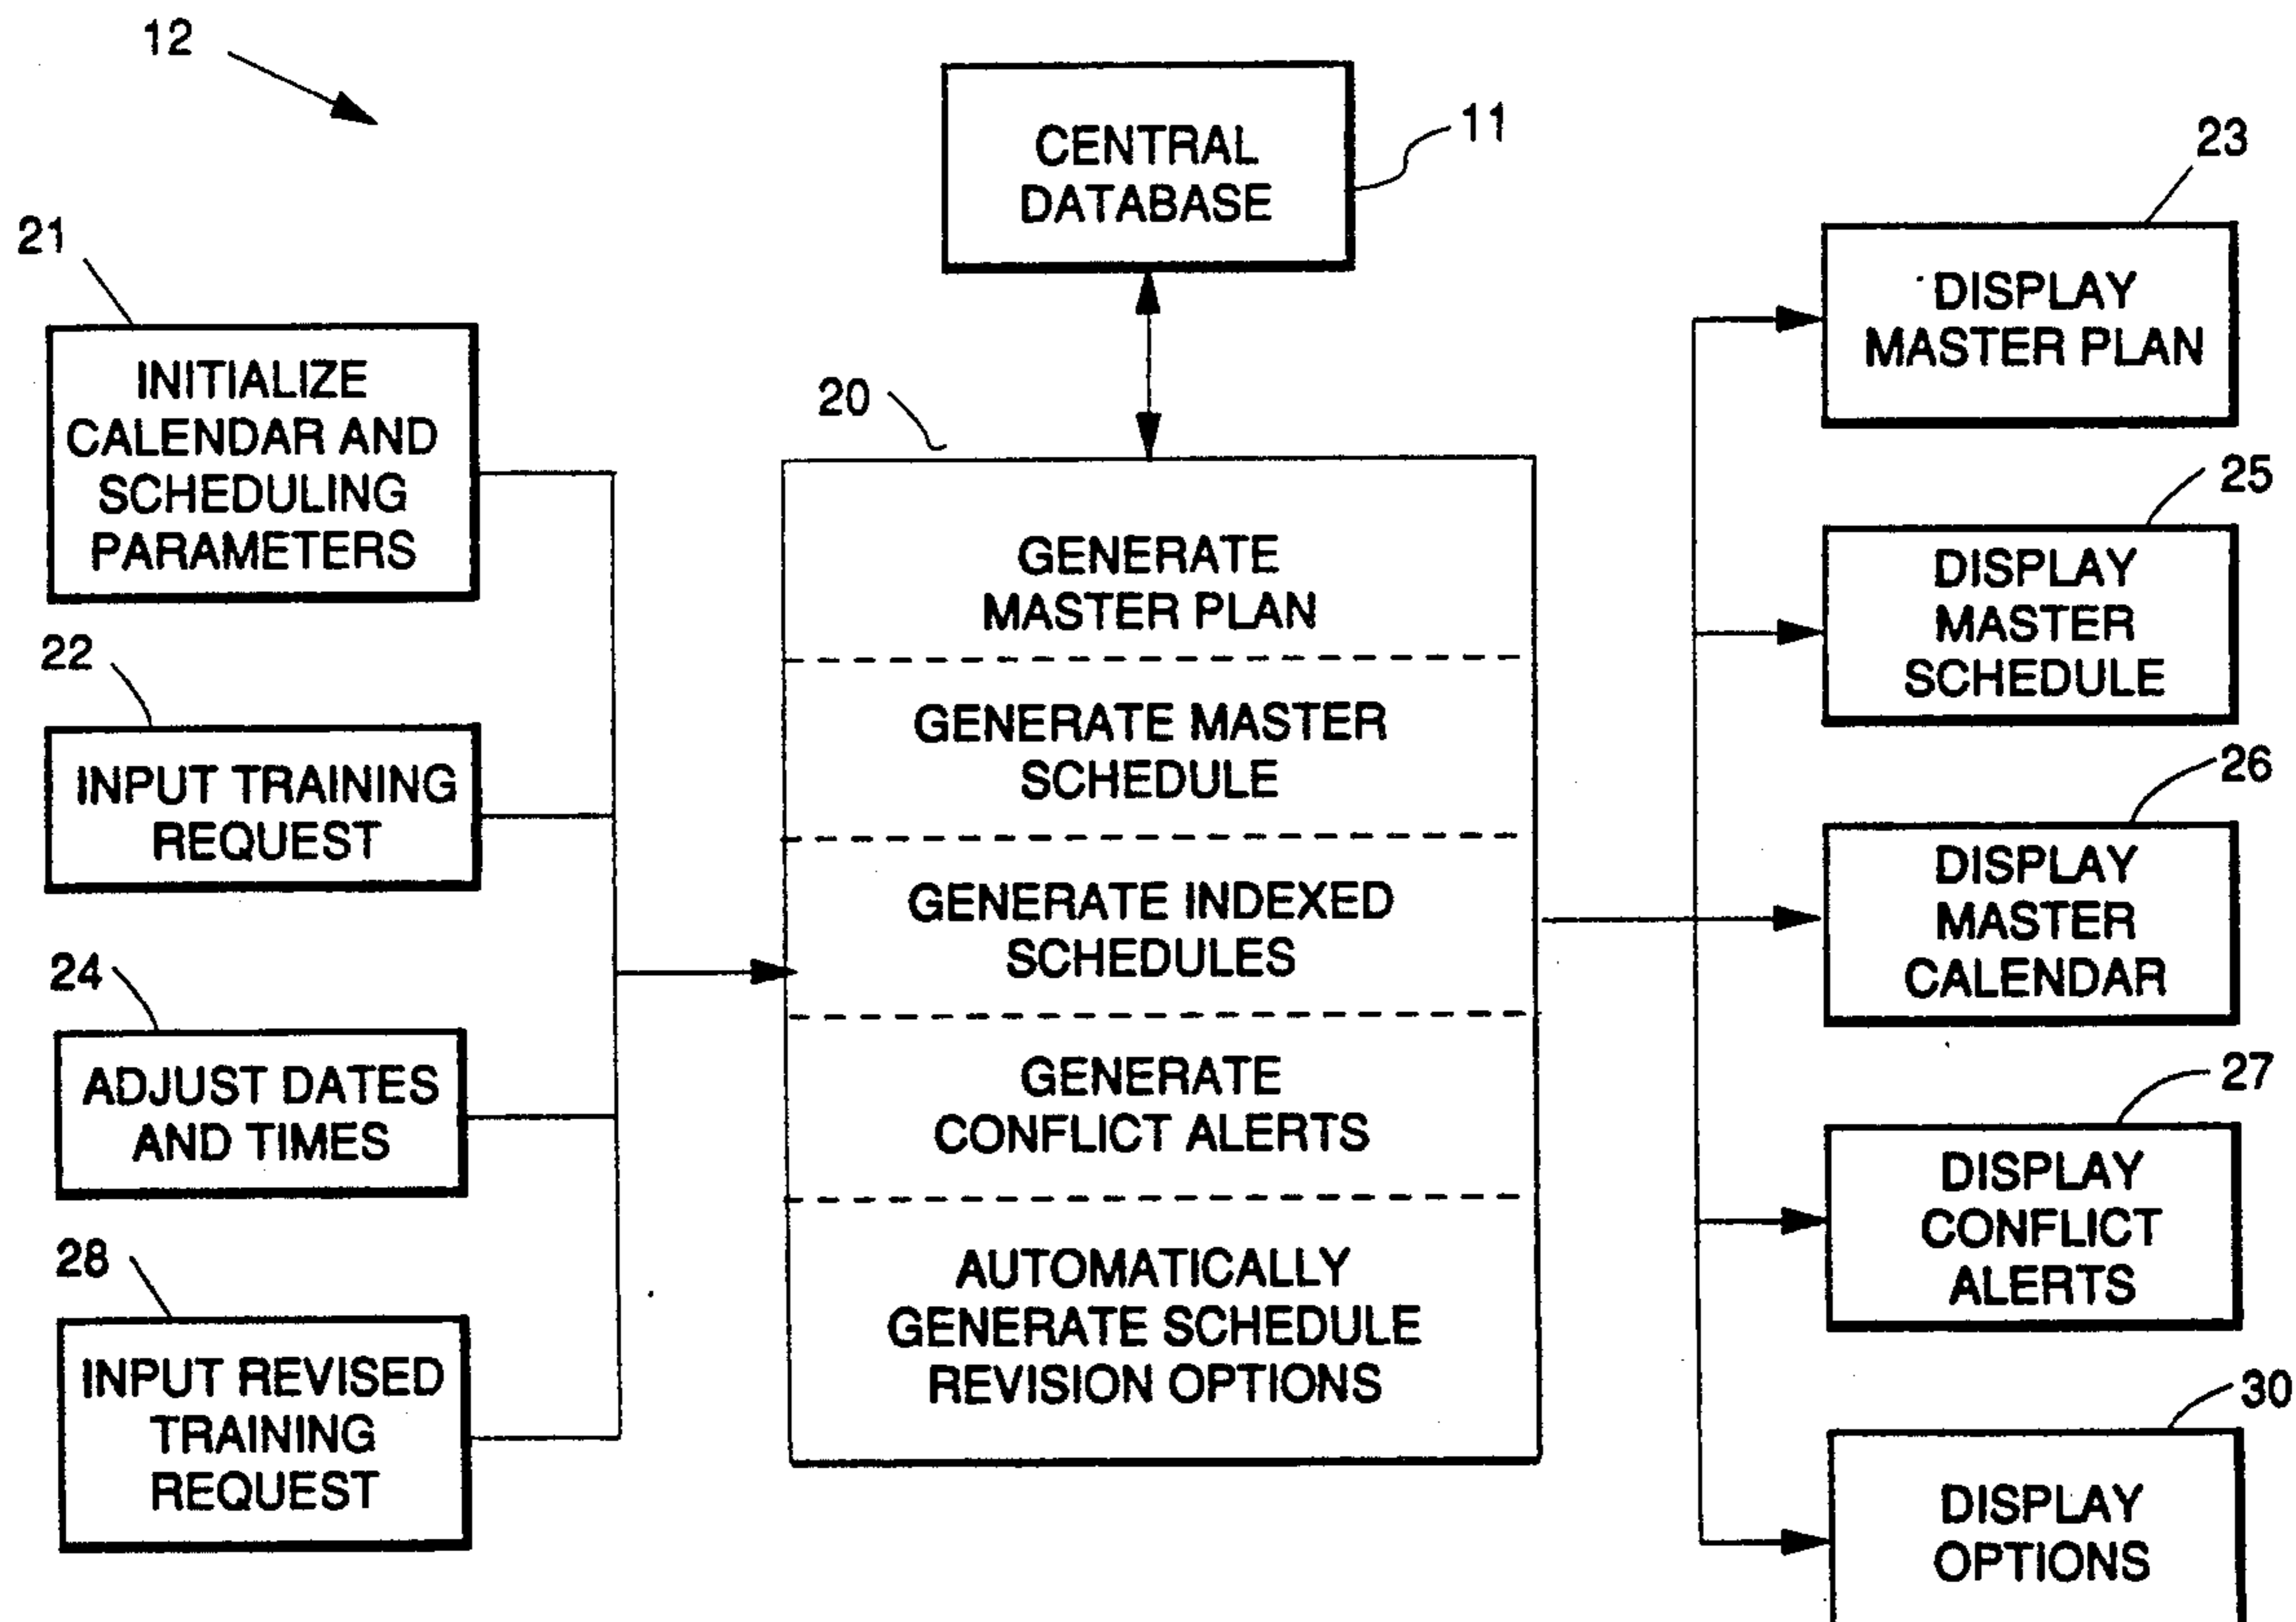 12
CENTRAL
DATABASE
11
21
INITIALIZE
CALENDAR AND
SCHEDULING
PARAMETERS
22
INPUT TRAINING
REQUEST
24
ADJUST DATES
AND TIMES
28
INPUT REVISED
TRAINING
REQUEST
20
GENERATE
MASTER PLAN
GENERATE MASTER
SCHEDULE
GENERATE INDEXED
SCHEDULES
GENERATE
CONFLICT ALERTS
AUTOMATICALLY
GENERATE SCHEDULE
REVISION OPTIONS
23
DISPLAY
MASTER PLAN
25
DISPLAY
MASTER
SCHEDULE
26
DISPLAY
MASTER
CALENDAR
27
DISPLAY
CONFLICT
ALERTS
30
DISPLAY
OPTIONS